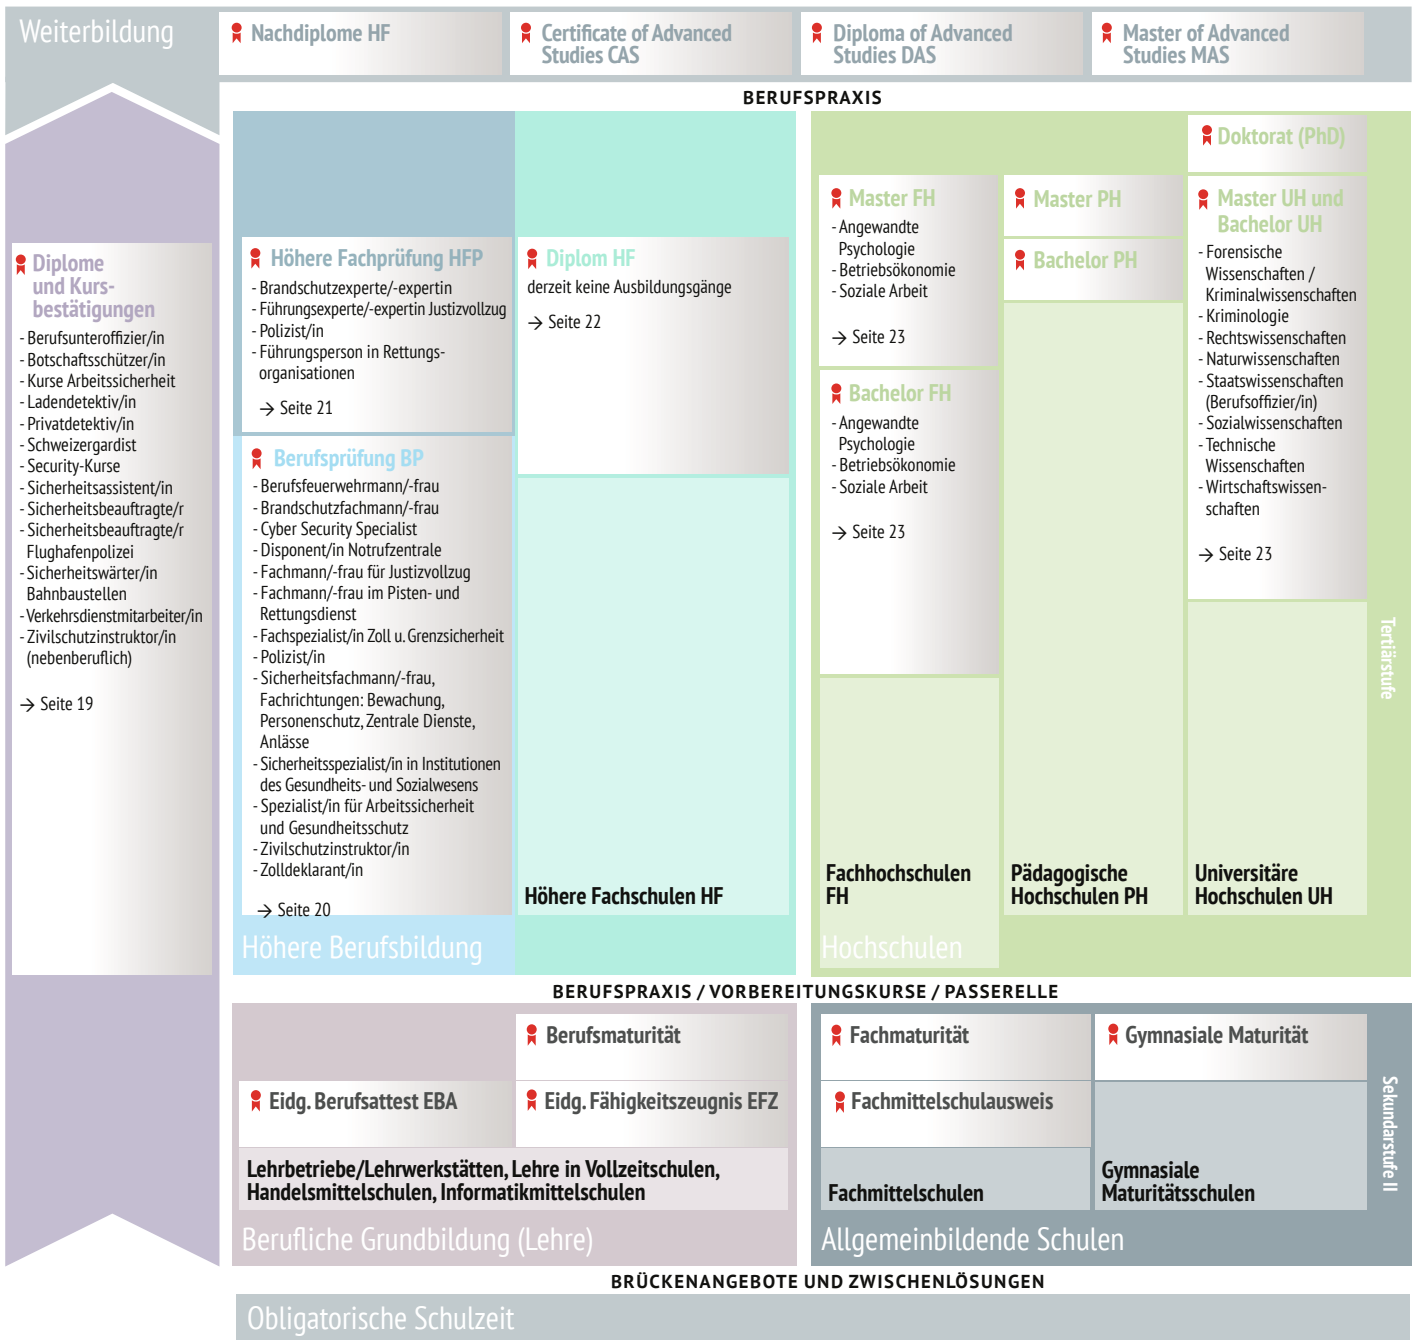 Weiterbildung
Nachdiplome HF
Certificate of Advanced
Studies CAS
Diploma of Advanced
Studies DAS
Master of Advanced
Studies MAS
BERUFSPRAXIS
Diplome
und Kurs-
bestätigungen
- Berufsunteroffizier/in
- Botschaftsschützer/in
- Kurse Arbeitssicherheit
- Ladendetektiv/in
- Privatdetektiv/in
- Schweizergardist
- Security-Kurse
- Sicherheitsassistent/in
- Sicherheitsbeauftragte/r
- Sicherheitsbeauftragte/r
Flughafenpolizei
- Sicherheitswärter/in
Bahnbaustellen
- Verkehrsdienstmitarbeiter/in
- Zivilschutzinstruktor/in
(nebenberuflich)
→ Seite 19
Höhere Fachprüfung HFP
- Brandschutzexperte/-expertin
- Führungsexperte/-expertin Justizvollzug
- Polizist/in
- Führungsperson in Rettungs-
organisationen
→ Seite 21
Berufsprüfung BP
- Berufsfeuerwehrmann/-frau
- Brandschutzfachmann/-frau
- Cyber Security Specialist
- Disponent/in Notrufzentrale
- Fachmann/-frau für Justizvollzug
- Fachmann/-frau im Pisten- und
Rettungsdienst
- Fachspezialist/in Zoll u. Grenzsicherheit
- Polizist/in
- Sicherheitsfachmann/-frau,
Fachrichtungen: Bewachung,
Personenschutz, Zentrale Dienste,
Anlässe
- Sicherheitsspezialist/in in Institutionen
des Gesundheits- und Sozialwesens
- Spezialist/in für Arbeitssicherheit
und Gesundheitsschutz
- Zivilschutzinstruktor/in
- Zolldeklarant/in
→ Seite 20
Höhere Berufsbildung
Diplom HF
derzeit keine Ausbildungsgänge
→ Seite 22
Höhere Fachschulen HF
Master FH
- Angewandte
Psychologie
- Betriebsökonomie
- Soziale Arbeit
→ Seite 23
Bachelor FH
- Angewandte
Psychologie
- Betriebsökonomie
- Soziale Arbeit
→ Seite 23
Fachhochschulen
FH
Hochschulen
Master PH
Bachelor PH
Pädagogische
Hochschulen PH
Doktorat (PhD)
Master UH und
Bachelor UH
- Forensische
Wissenschaften /
Kriminalwissenschaften
- Kriminologie
- Rechtswissenschaften
- Naturwissenschaften
- Staatswissenschaften
(Berufsoffizier/in)
- Sozialwissenschaften
- Technische
Wissenschaften
- Wirtschaftswissen-
schaften
→ Seite 23
Universitäre
Hochschulen UH
Tertiärstufe
BERUFSPRAXIS / VORBEREITUNGSKURSE / PASSERELLE
Berufsmaturität
Eidg. Berufsattest EBA
Eidg. Fähigkeitszeugnis EFZ
Lehrbetriebe/Lehrwerkstätten, Lehre in Vollzeitschulen,
Handelsmittelschulen, Informatikmittelschulen
Berufliche Grundbildung (Lehre)
Fachmaturität
Gymnasiale Maturität
Fachmittelschulausweis
Fachmittelschulen
Gymnasiale
Maturitätsschulen
Allgemeinbildende Schulen
Sekundarstufe II
BRÜCKENANGEBOTE UND ZWISCHENLÖSUNGEN
Obligatorische Schulzeit